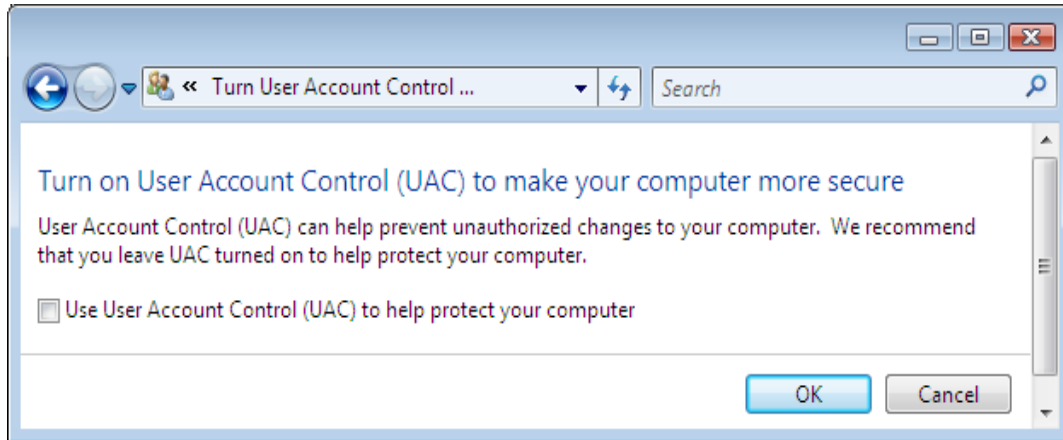 « Turn User Account Control ...
Search
Turn on User Account Control (UAC) to make your computer more secure
User Account Control (UAC) can help prevent unauthorized changes to your computer. We recommend
that you leave UAC turned on to help protect your computer.
Use User Account Control (UAC) to help protect your computer
OK
Cancel